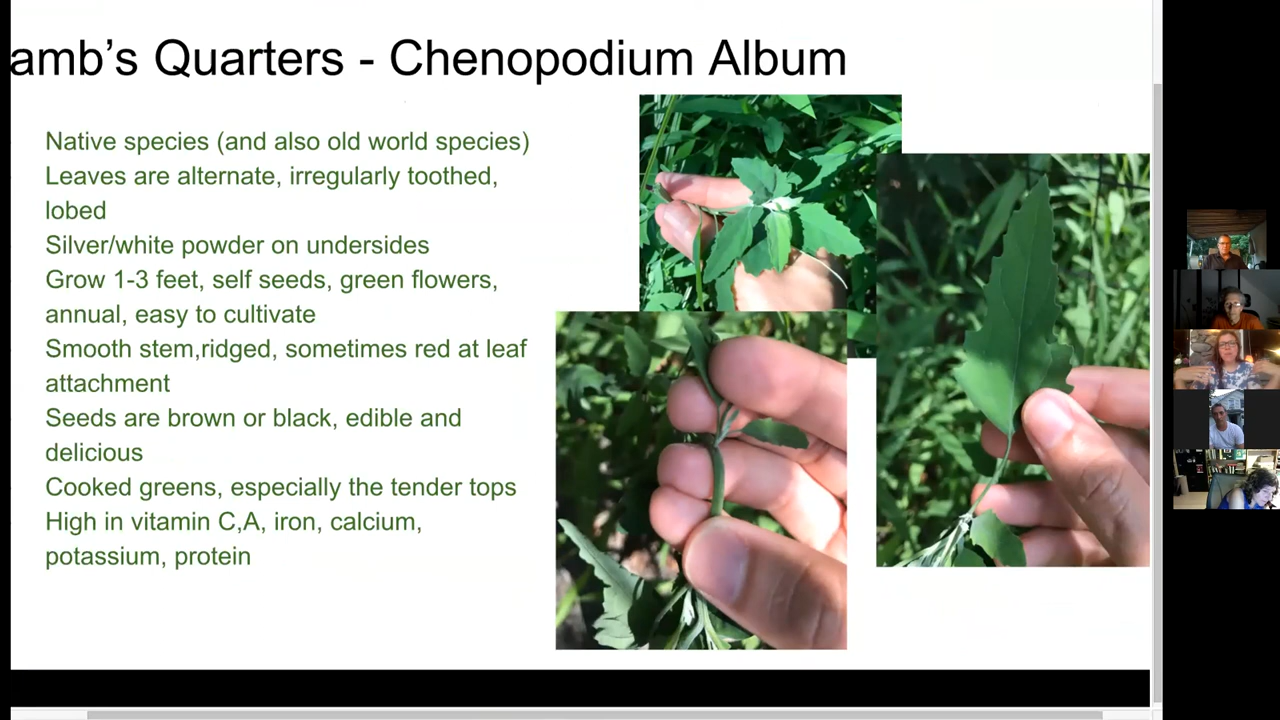 amb's Quarters - Chenopodium Album
Native species (and also old world species)
Leaves are alternate, irregularly toothed,
lobed
Silver/white powder on undersides
Grow 1-3 feet, self seeds, green flowers,
annual, easy to cultivate
Smooth stem,ridged, sometimes red at leaf
attachment
Seeds are brown or black, edible and
delicious
Cooked greens, especially the tender tops
High in vitamin C,A, iron, calcium,
potassium, protein